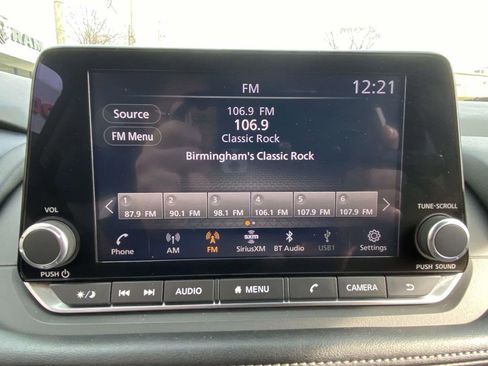 RAM
FM 12:21
Source
106.9 FM
106.9
FM Menu
Classic Rock
Birmingham's Classic Rock
1 2 3 4 5 6
87.9 FM 90.1 FM 98.1 FM 106.1 FM 107.9 FM 107.9 FM
VOL
TUNE·SCROLL
Phone AM FM SiriusXM BT Audio USB1 Settings
sxm
PUSH
PUSH SOUND
AUDIO MENU CAMERA